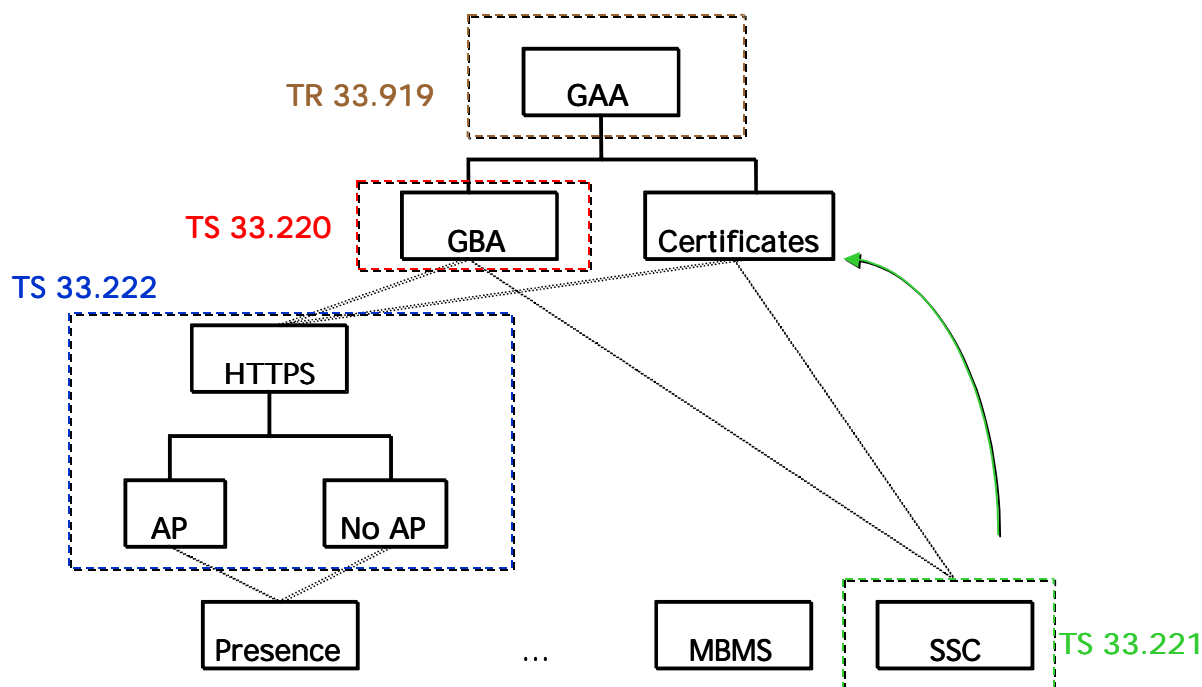 TR 33.919
GAA
TS 33.220
GBA
Certificates
TS 33.222
HTTPS
AP
No AP
Presence
...
MBMS
SSC
TS 33.221